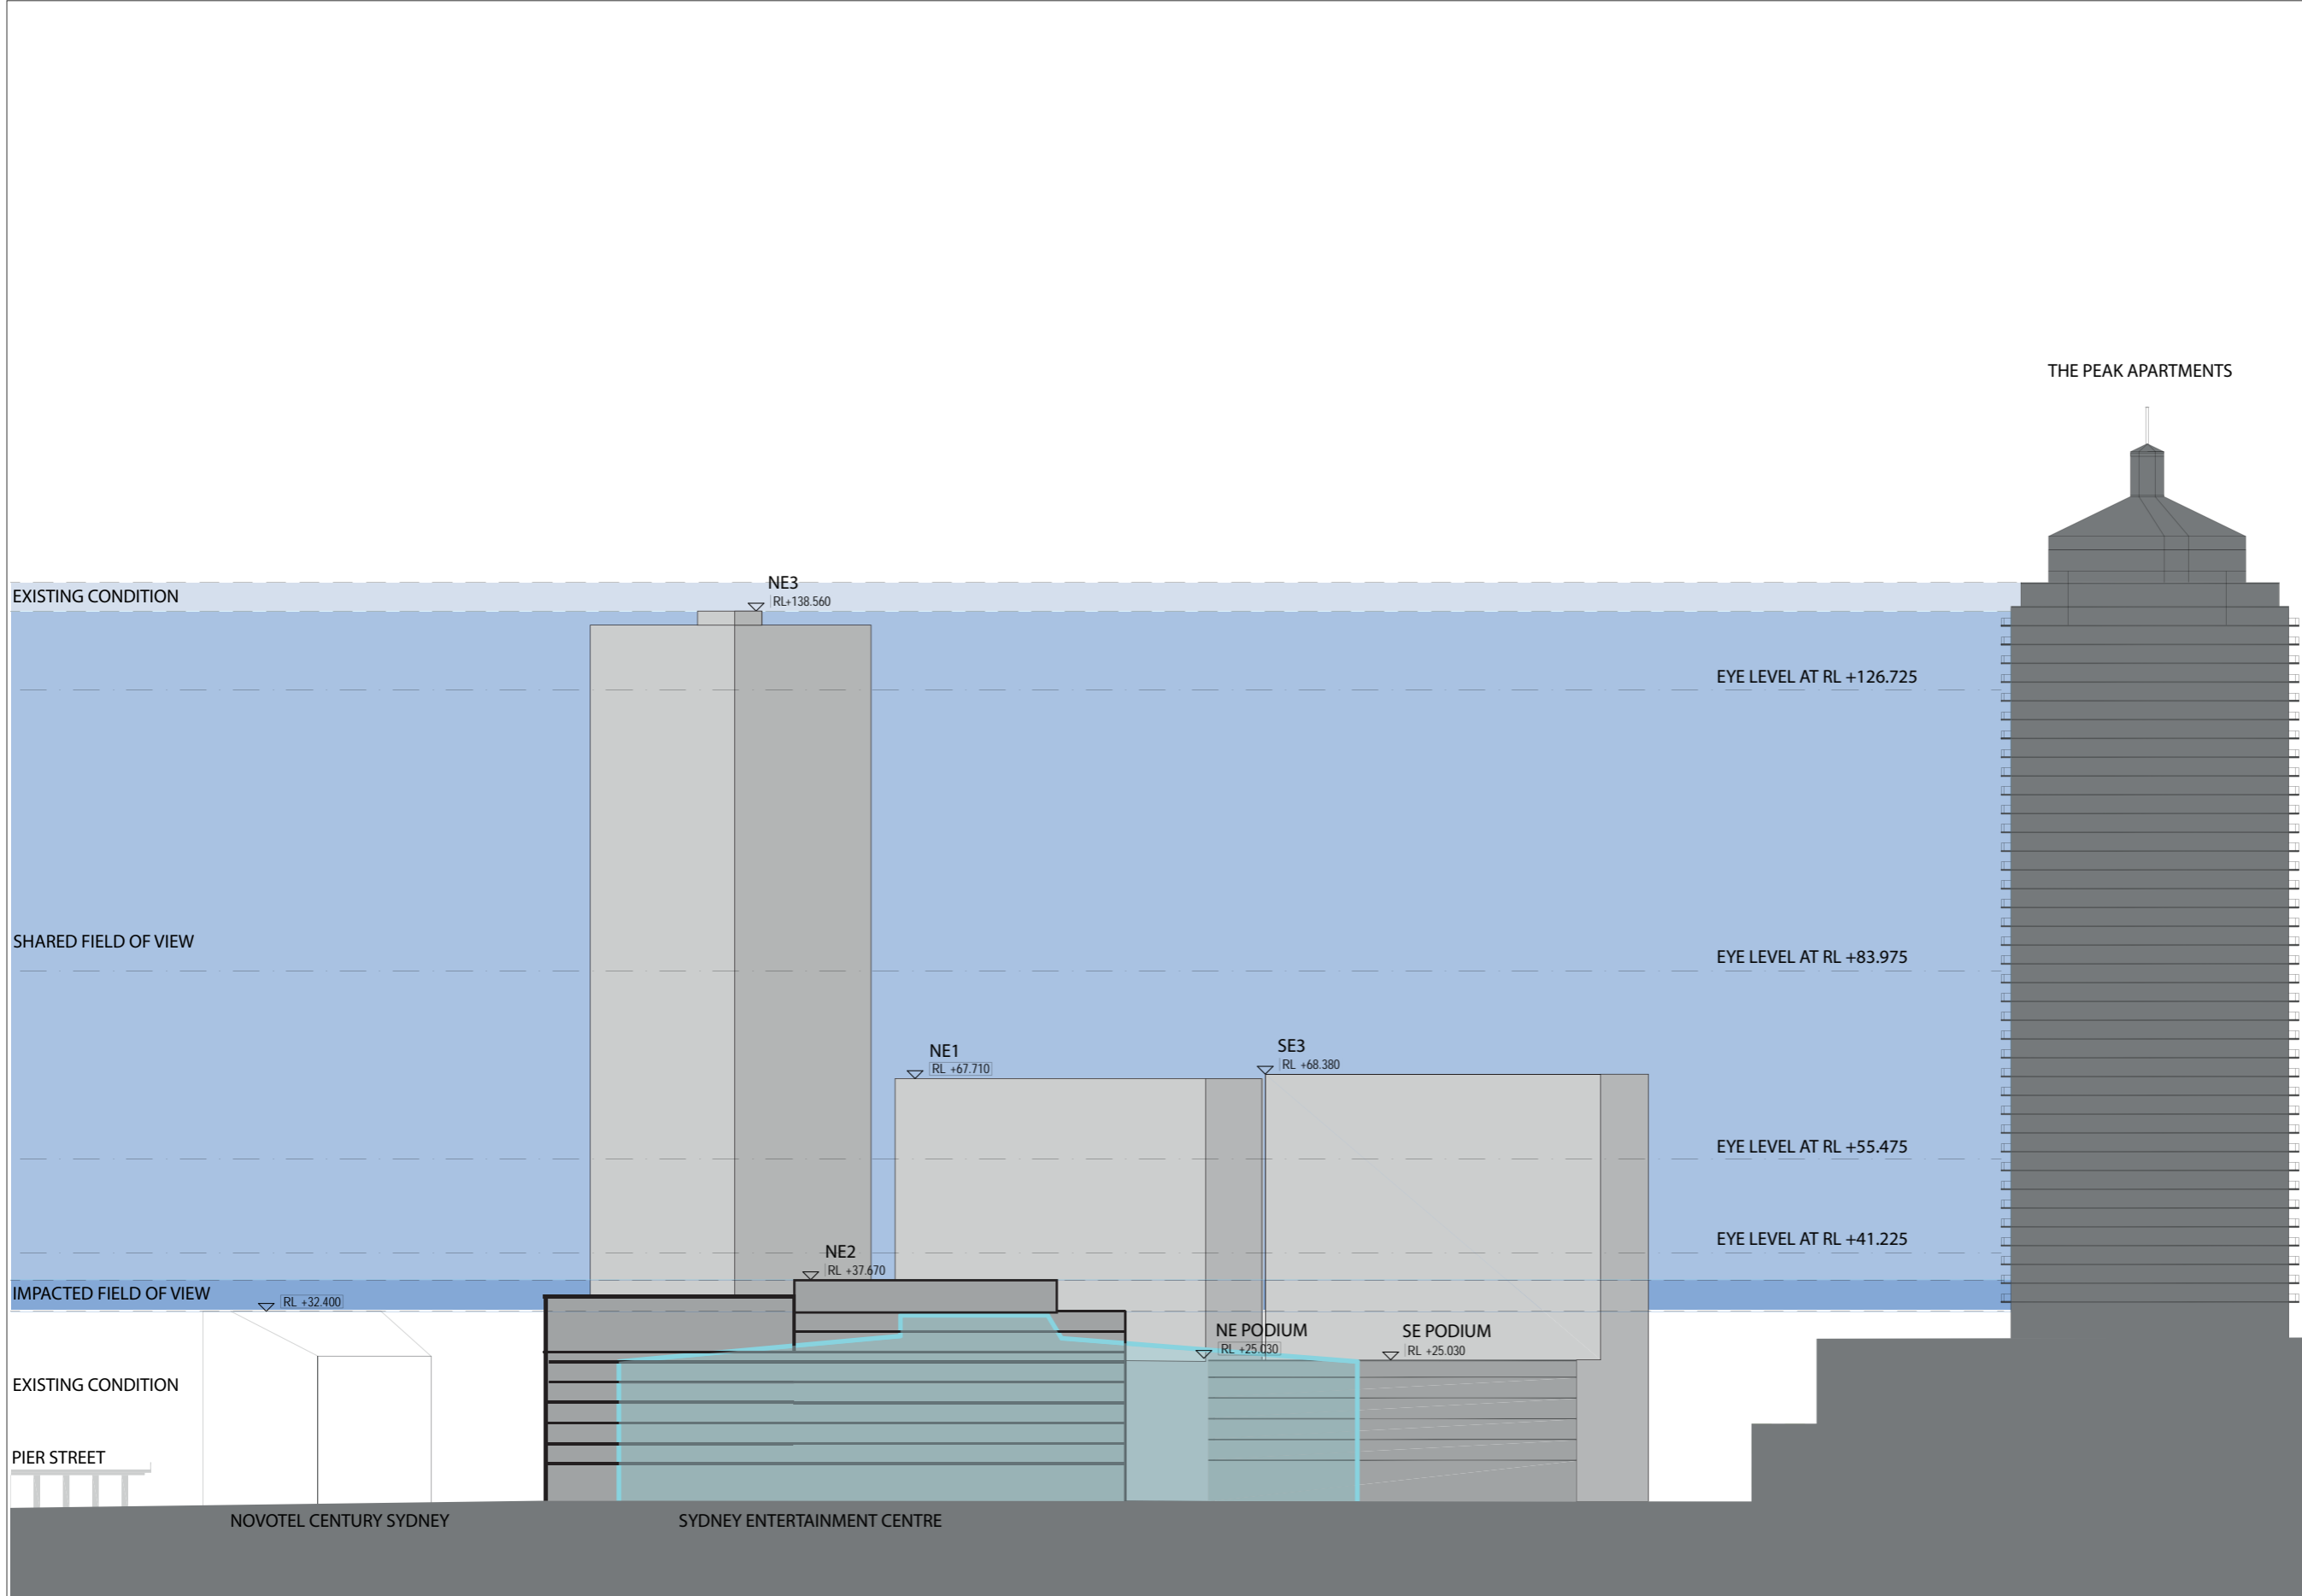 THE PEAK APARTMENTS
NE3
RL+138.560
EXISTING CONDITION
EYE LEVEL AT RL +126.725
SHARED FIELD OF VIEW
EYE LEVEL AT RL +83.975
NE1
RL +67.710
SE3
RL +68.380
EYE LEVEL AT RL +55.475
EYE LEVEL AT RL +41.225
NE2
RL +37.670
IMPACTED FIELD OF VIEW
RL +32.400
NE PODIUM
RL +25.030
SE PODIUM
RL +25.030
EXISTING CONDITION
PIER STREET
NOVOTEL CENTURY SYDNEY
SYDNEY ENTERTAINMENT CENTRE